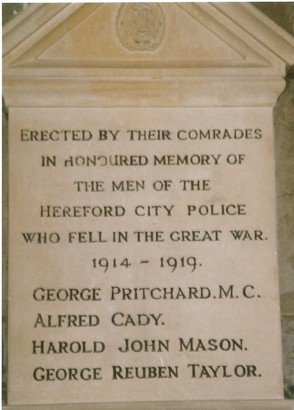 ERECTED BY THEIR COMRADES
IN HONOURED MEMORY OF
THE MEN OF THE
HEREFORD CITY POLICE
WHO FELL IN THE GREAT WAR.
1914 - 1919.
GEORGE PRITCHARD. M.C.
ALFRED CADY.
HAROLD JOHN MASON.
GEORGE REUBEN TAYLOR.